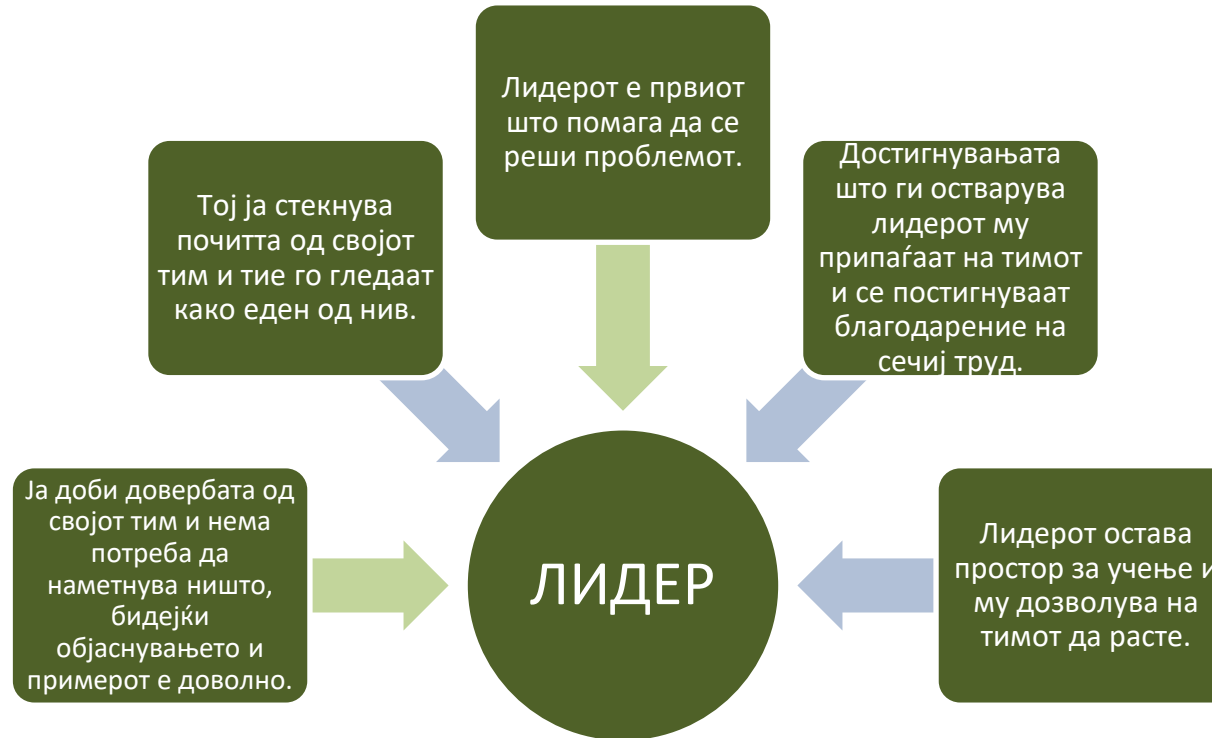 Лидерот е првиот
што помага да се
реши проблемот.
Тој ја стекнува
почитта од својот
тим и тие го гледаат
како еден од нив.
Достигнувањата
што ги остварува
лидерот му
припаѓаат на тимот
и се постигнуваат
благодарение на
сечиј труд.
Ја доби довербата од
својот тим и нема
потреба да
наметнува ништо,
бидејќи
објаснувањето и
примерот е доволно.
ЛИДЕР
Лидерот остава
простор за учење и
му дозволува на
тимот да расте.